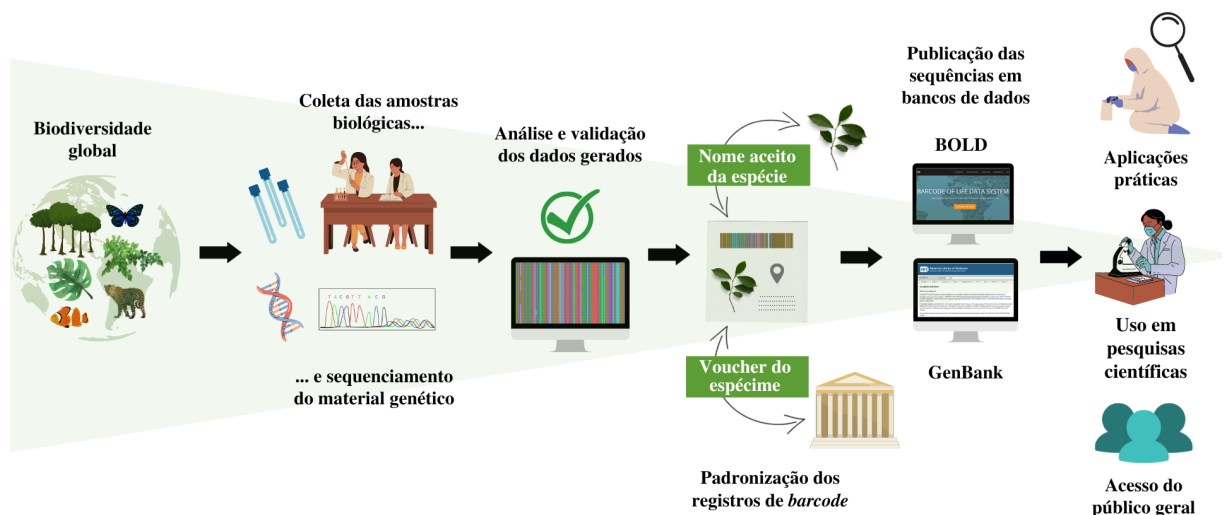 Biodiversidade
global
Coleta das amostras
biológicas...
T A C G T T A C G
... e sequenciamento
do material genético
Análise e validação
dos dados gerados
Nome aceito
da espécie
Voucher do
espécime
Padronização dos
registros de barcode
Publicação das
sequências em
bancos de dados
BOLD
BARCODE OF LIFE DATA SYSTEM
GenBank
Aplicações
práticas
Uso em
pesquisas
científicas
Acesso do
público geral